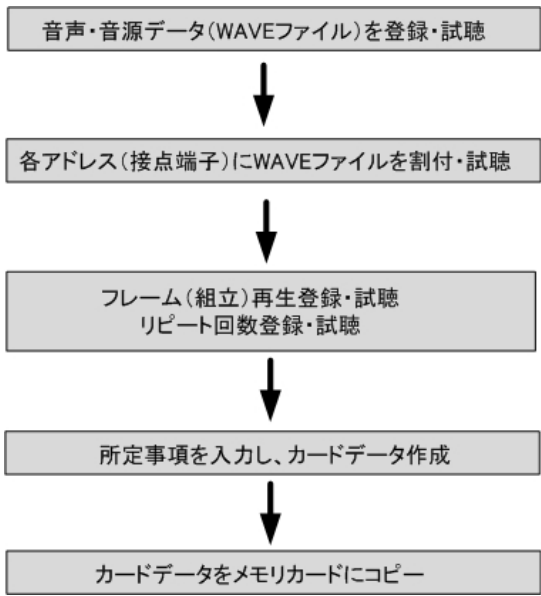 音声・音源データ(WAVEファイル)を登録・試聴
各アドレス(接点端子)にWAVEファイルを割付・試聴
フレーム(組立)再生登録・試聴
リピート回数登録・試聴
所定事項を入力し、カードデータ作成
カードデータをメモリカードにコピー